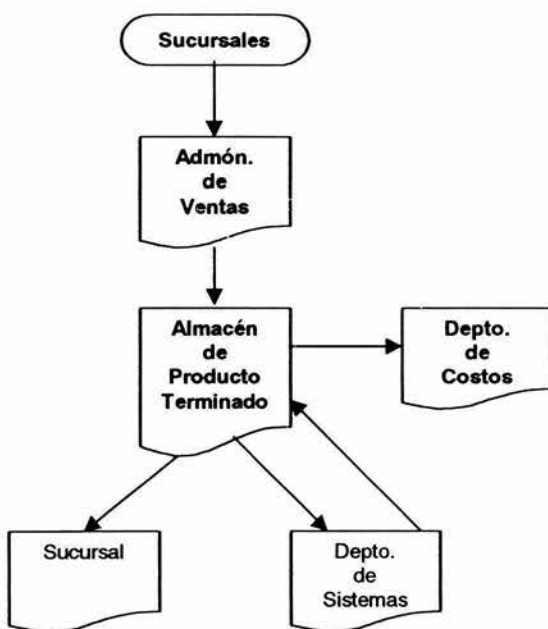 Sucursales
Admón.
de
Ventas
Almacén
de
Producto
Terminado
Depto.
de
Costos
Sucursal
Depto.
de
Sistemas